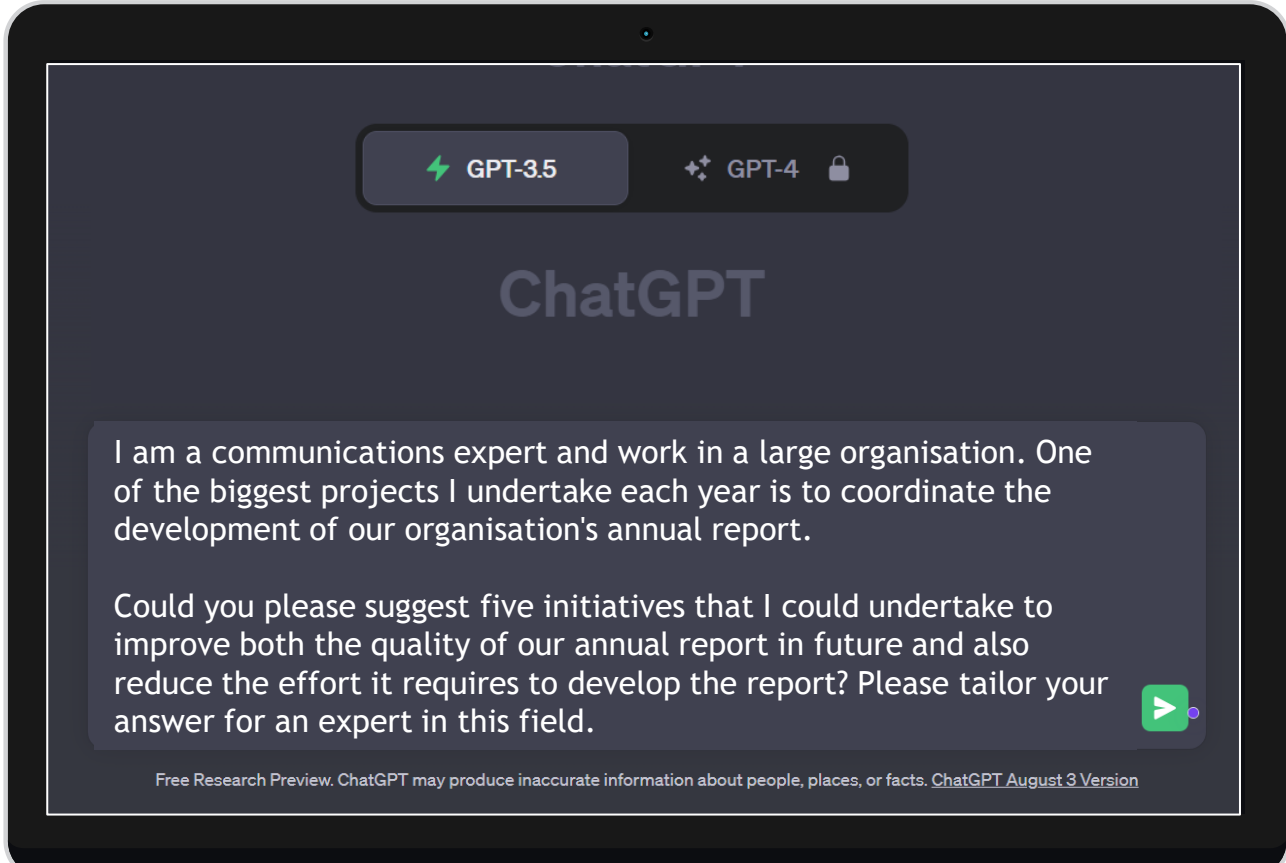 GPT-3.5
GPT-4
ChatGPT
I am a communications expert and work in a large organisation. One
of the biggest projects I undertake each year is to coordinate the
development of our organisation's annual report.
Could you please suggest five initiatives that I could undertake to
improve both the quality of our annual report in future and also
reduce the effort it requires to develop the report? Please tailor your
answer for an expert in this field.
Free Research Preview. ChatGPT may produce inaccurate information about people, places, or facts. ChatGPT August 3 Version